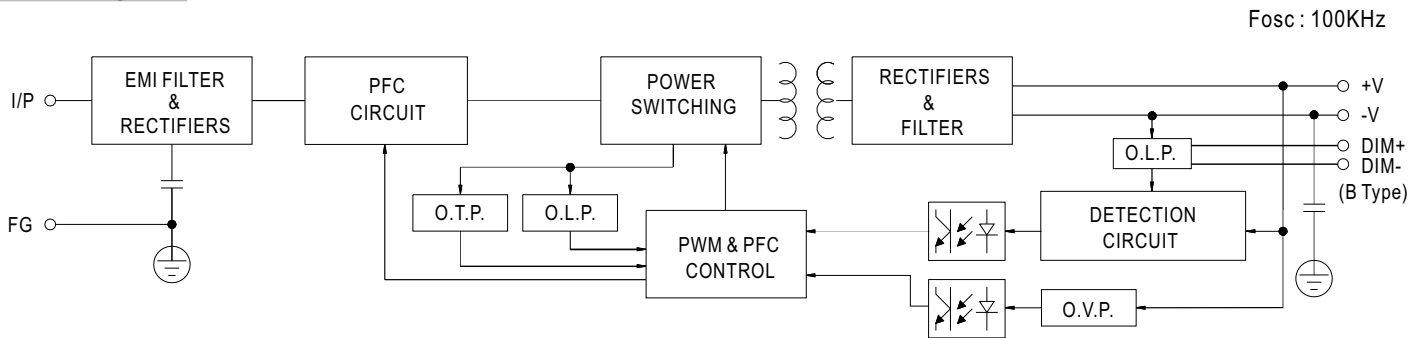 Fosc : 100KHz
I/P
EMI FILTER
&
RECTIFIERS
PFC
CIRCUIT
POWER
SWITCHING
RECTIFIERS
&
FILTER
+V
-V
O.L.P.
DIM+
DIM-
(B Type)
FG
O.T.P.
O.L.P.
PWM & PFC
CONTROL
DETECTION
CIRCUIT
O.V.P.